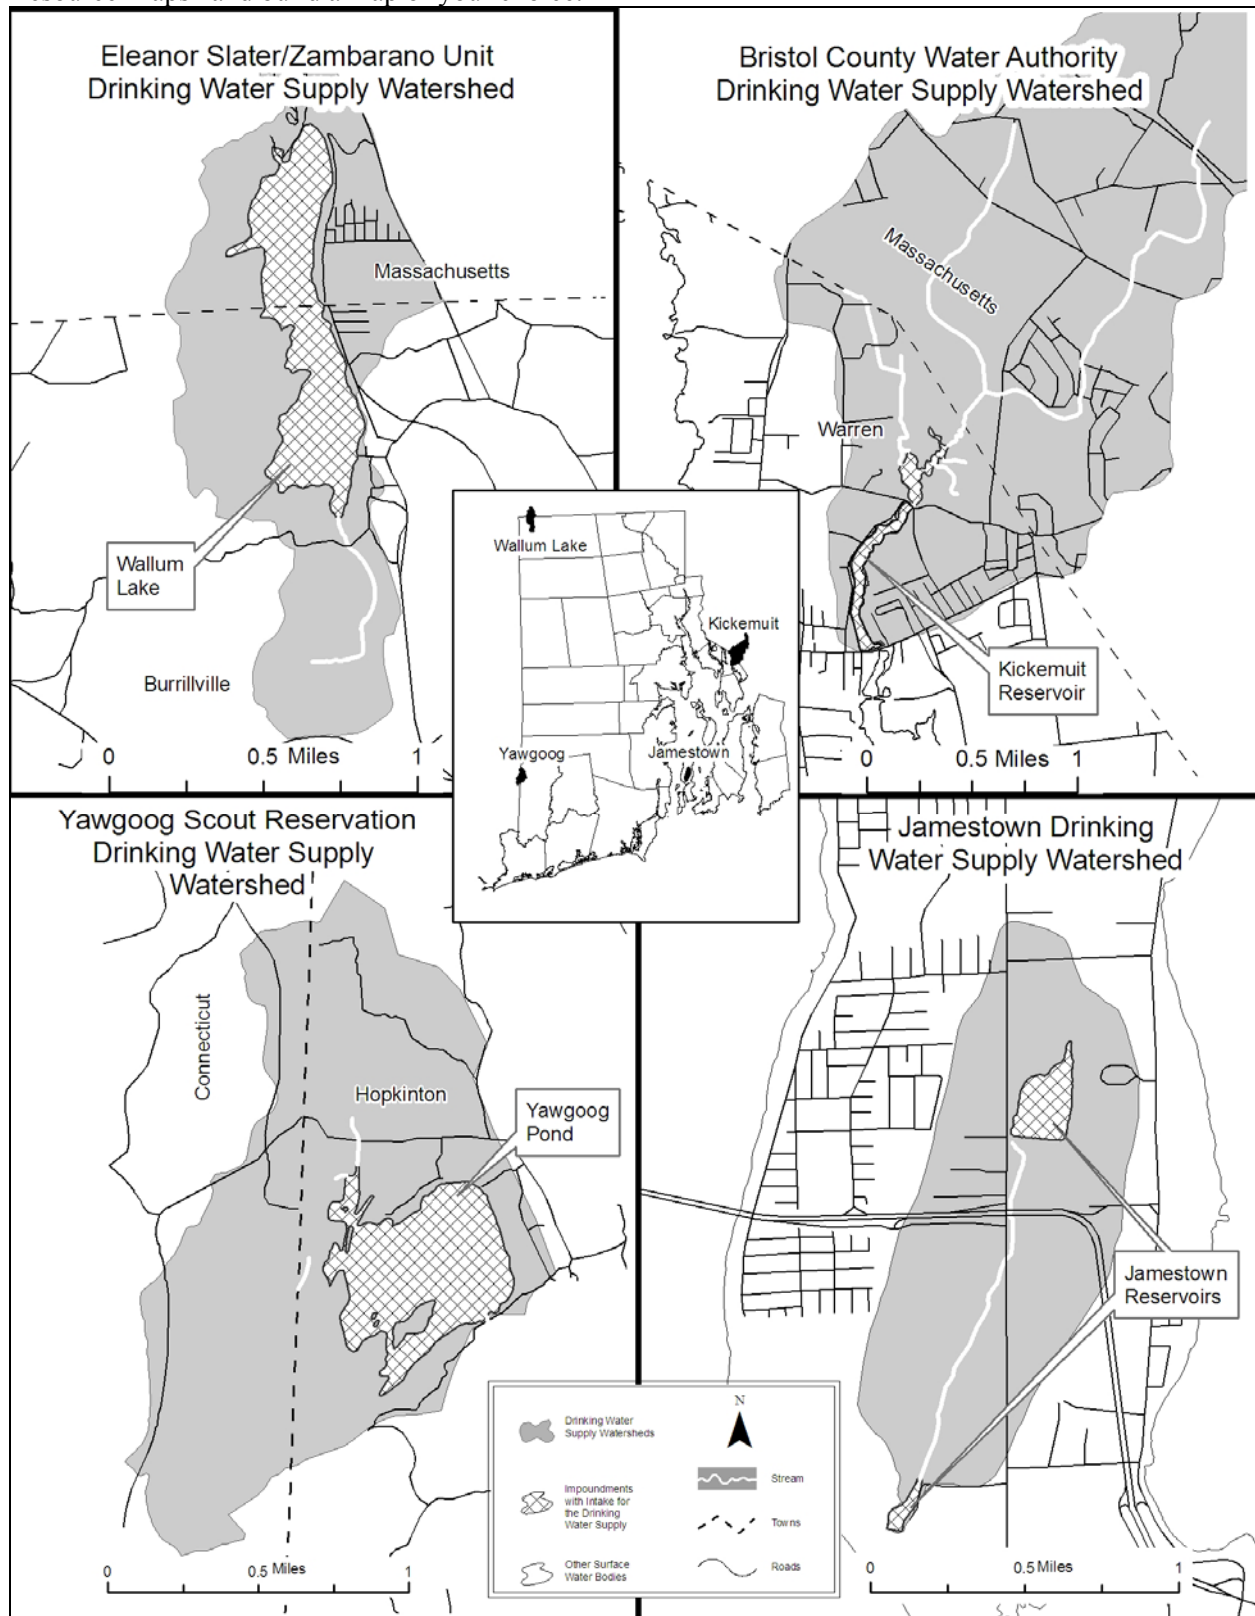 Eleanor Slater/Zambarano Unit
Drinking Water Supply Watershed
Massachusetts
Wallum
Lake
Burrillville
0 0.5 Miles 1
Bristol County Water Authority
Drinking Water Supply Watershed
Massachusetts
Warren
Kickemuit
Reservoir
0 0.5 Miles 1
Wallum Lake
Kickemuit
Yawgoog
Jamestown
Yawgoog Scout Reservation
Drinking Water Supply
Watershed
Connecticut
Hopkinton
Yawgoog
Pond
0 0.5 Miles 1
Jamestown Drinking
Water Supply Watershed
Jamestown
Reservoirs
0 0.5 Miles 1
Drinking Water
Supply Watersheds
Impoundments
with Intake for
the Drinking
Water Supply
Other Surface
Water Bodies
N
Stream
Towns
Roads